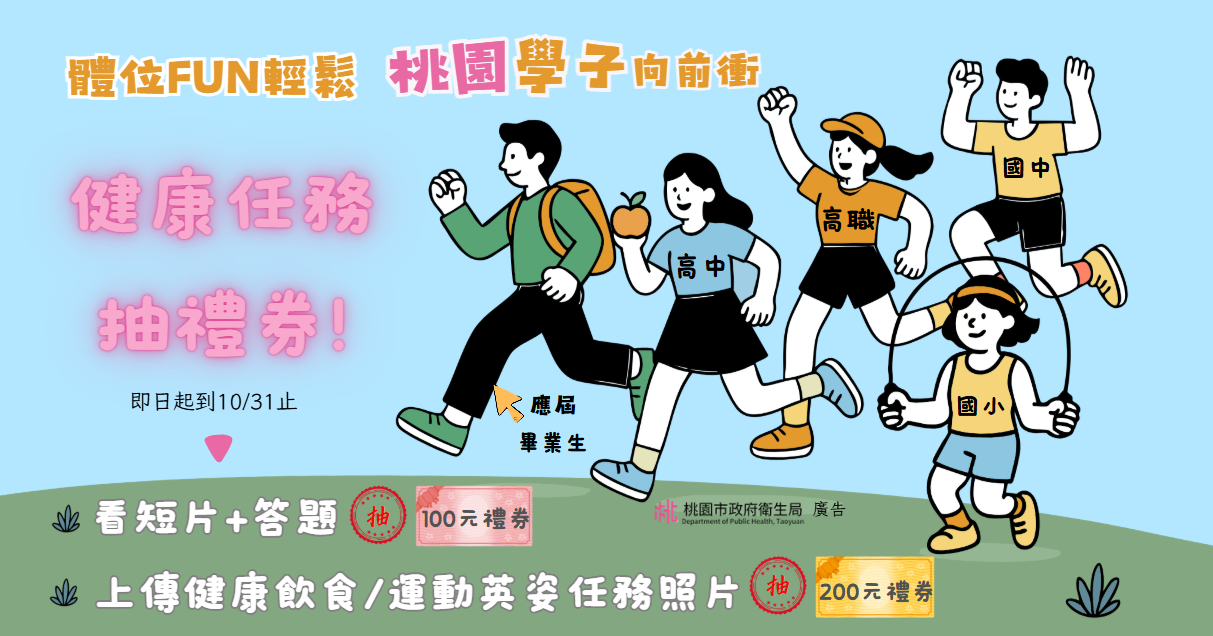 體位FUN輕鬆 桃園學子向前衝
健康任務
抽禮券!
即日起到10/31止
國中
高職
高中
國小
應屆
畢業生
看短片+答題 抽 100元禮券
桃 桃園市政府衛生局 廣告
Department of Public Health, Taoyuan
上傳健康飲食/運動英姿任務照片 抽 200元禮券